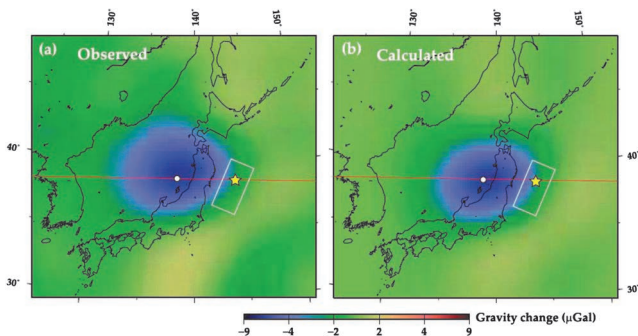 130˚ 140˚ 150˚ 130˚ 140˚ 150˚
(a) Observed (b) Calculated
40˚ 40˚
30˚ 30˚
Gravity change (μGal)
−9 −4 −2 2 4 9